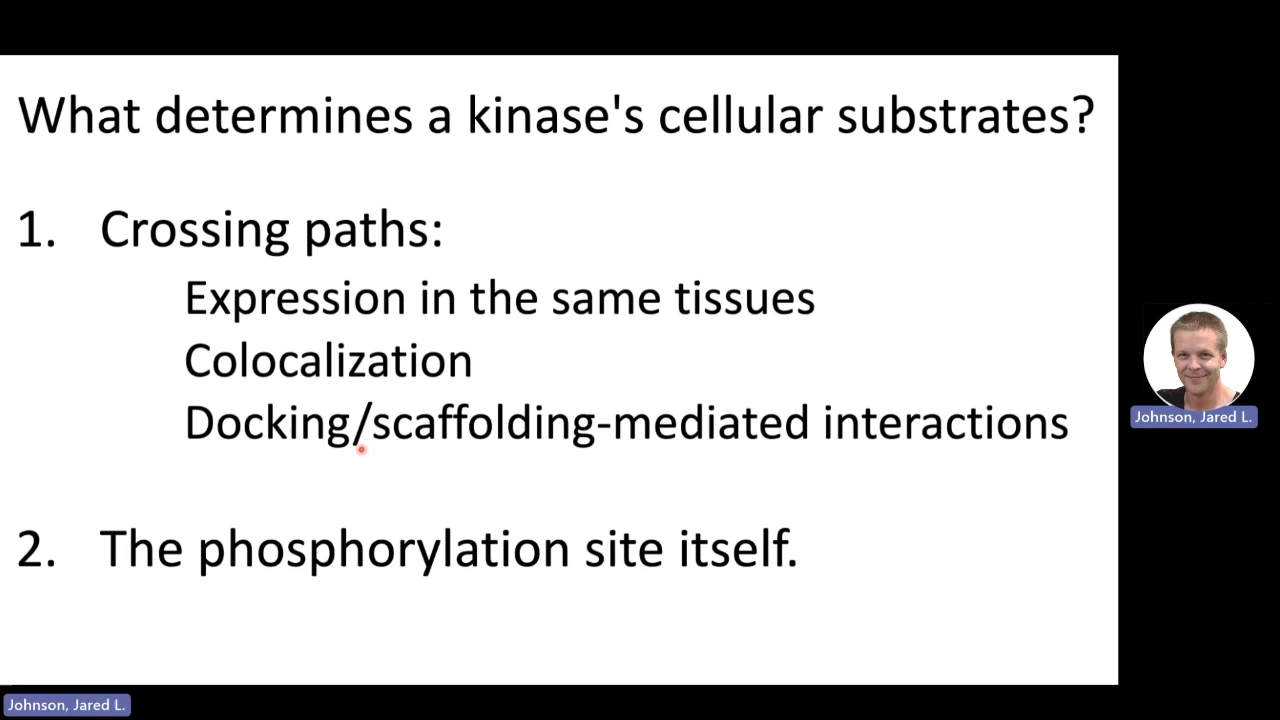 What determines a kinase's cellular substrates?
1. Crossing paths:
Expression in the same tissues
Colocalization
Docking/scaffolding-mediated interactions
2. The phosphorylation site itself.
Johnson, Jared L.
Johnson, Jared L.